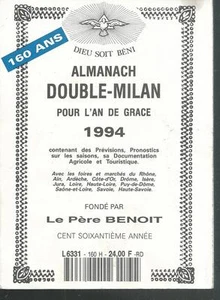 160 ANS
DIEU SOIT BÉNI
ALMANACH
DOUBLE-MILAN
POUR L'AN DE GRACE
1994
contenant des Prévisions, Pronostics
sur les saisons, sa Documentation
Agricole et Touristique.
Avec les foires et marchés du Rhône,
Ain, Ardèche, Côte-d'Or, Drôme, Isère,
Jura, Loire, Haute-Loire, Puy-de-Dôme,
Saône-et-Loire, Savoie, Haute-Savoie.
FONDÉ PAR
Le Père BENOIT
CENT SOIXANTIÈME ANNÉE
L6331 - 160 H - 24,00 F -RD